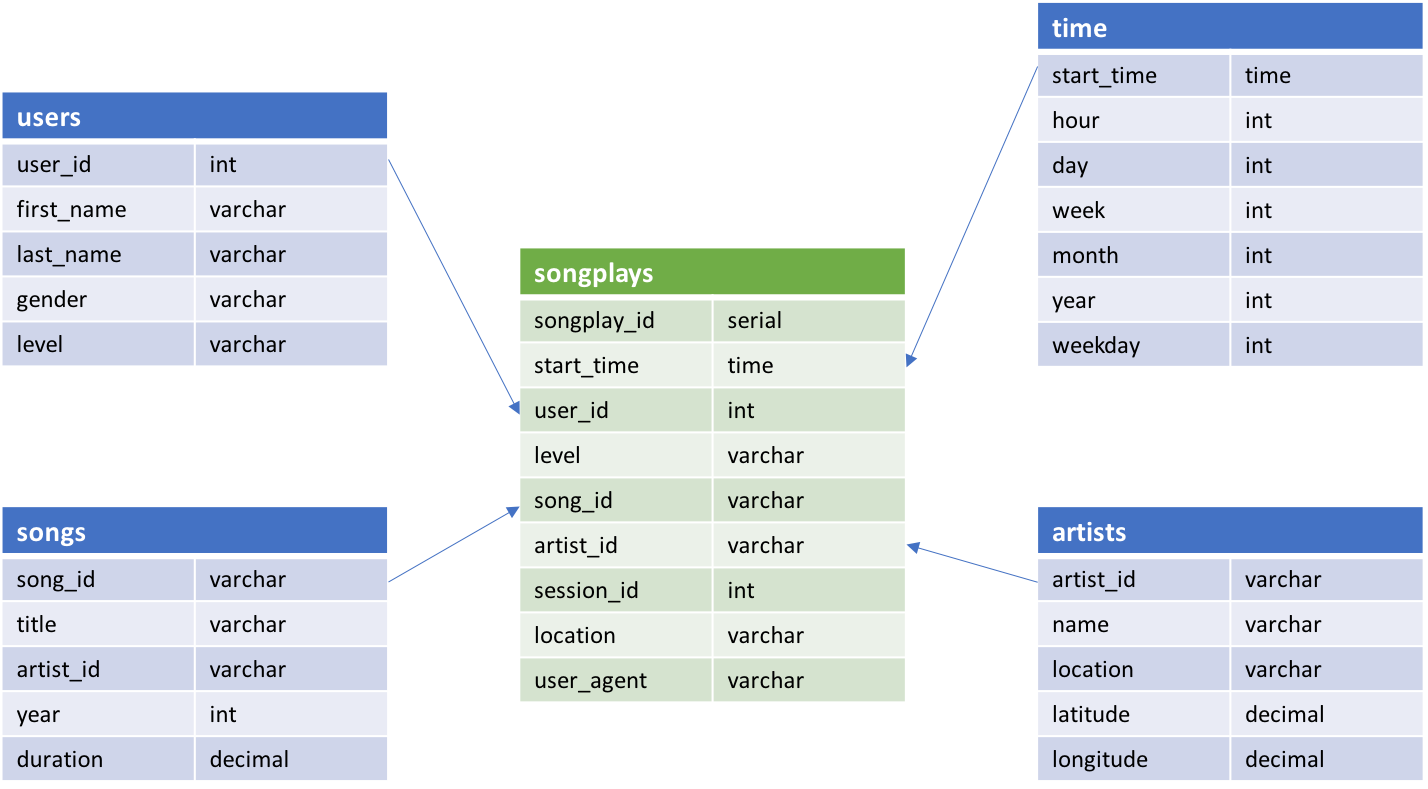 users
user_id int
first_name varchar
last_name varchar
gender varchar
level varchar
songs
song_id varchar
title varchar
artist_id varchar
year int
duration decimal
songplays
songplay_id serial
start_time time
user_id int
level varchar
song_id varchar
artist_id varchar
session_id int
location varchar
user_agent varchar
time
start_time time
hour int
day int
week int
month int
year int
weekday int
artists
artist_id varchar
name varchar
location varchar
latitude decimal
longitude decimal